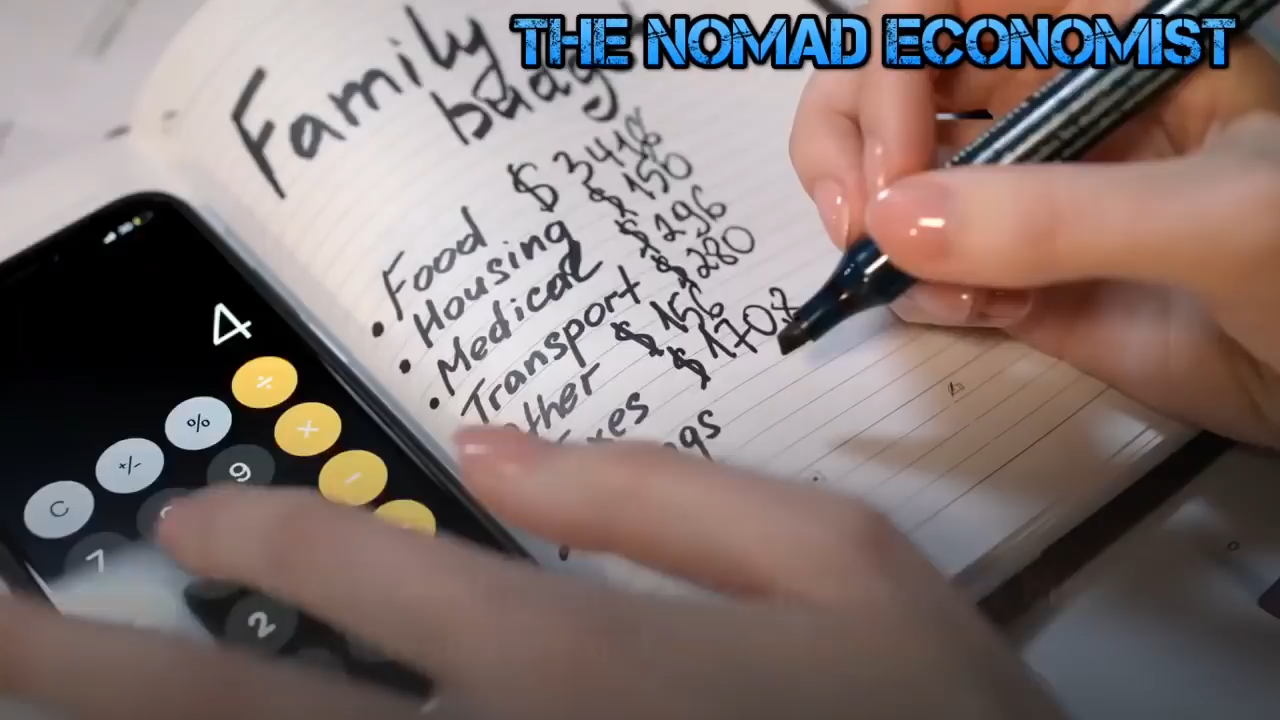 THE NOMAD ECONOMIST
Family
budget
Food $ 3418
Housing $ 150
Medical $ 296
Transport $ 280
Other $ 156
Taxes $ 1708
4
÷
% ×
+/- 9 −
C
7
2